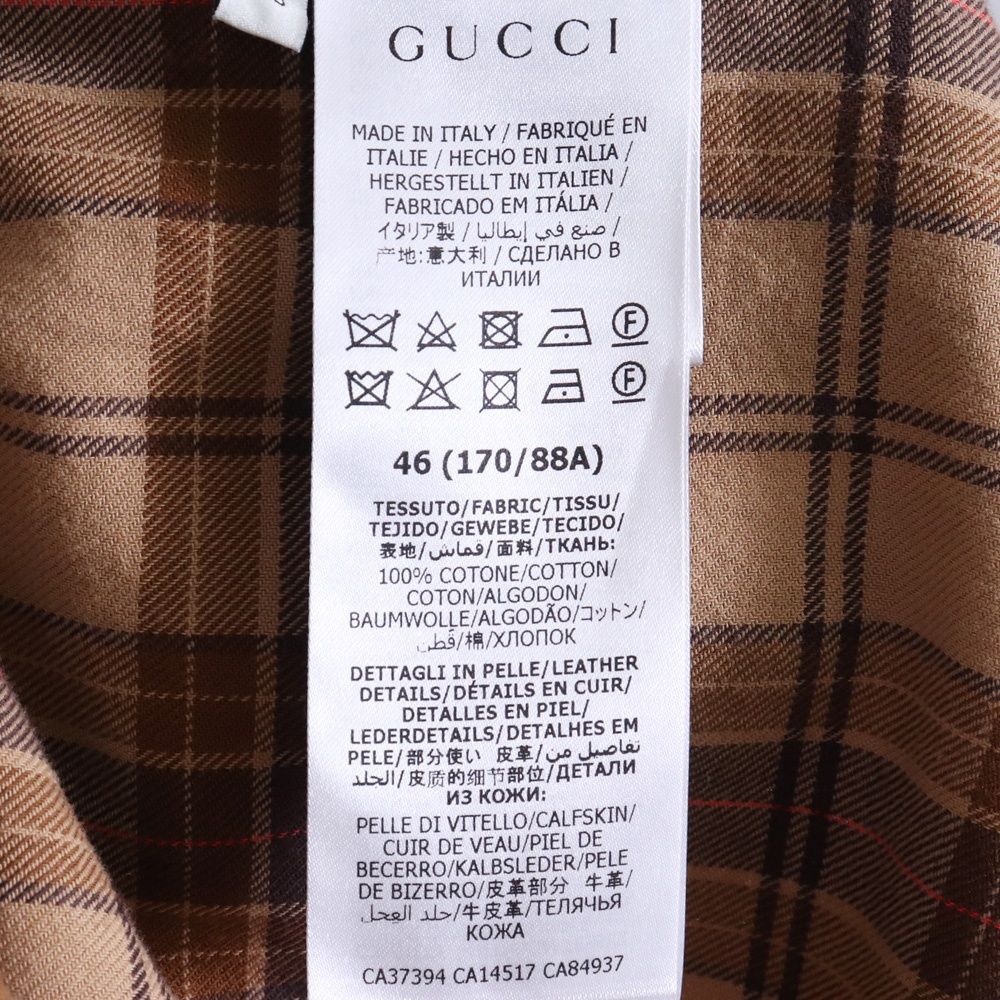 GUCCI
MADE IN ITALY / FABRIQUÉ EN
ITALIE / HECHO EN ITALIA /
HERGESTELLT IN ITALIEN /
FABRICADO EM ITÁLIA /
イタリア製 / صنع في إيطاليا /
产地:意大利 / СДЕЛАНО В
ИТАЛИИ
F
F
46 (170/88A)
TESSUTO/FABRIC/TISSU/
TEJIDO/GEWEBE/TECIDO/
表地/قماش/面料/ТКАНЬ:
100% COTONE/COTTON/
COTON/ALGODON/
BAUMWOLLE/ALGODÃO/コットン/
قطن/棉/ХЛОПОК
DETTAGLI IN PELLE/LEATHER
DETAILS/DÉTAILS EN CUIR/
DETALLES EN PIEL/
LEDERDETAILS/DETALHES EM
PELE/部分使い 皮革/تفاصيل من
الجلد/皮质的细节部位/ДЕТАЛИ
ИЗ КОЖИ:
PELLE DI VITELLO/CALFSKIN/
CUIR DE VEAU/PIEL DE
BECERRO/KALBSLEDER/PELE
DE BIZERRO/皮革部分 牛革/
جلد العجل/牛皮革/ТЕЛЯЧЬЯ
КОЖА
CA37394 CA14517 CA84937